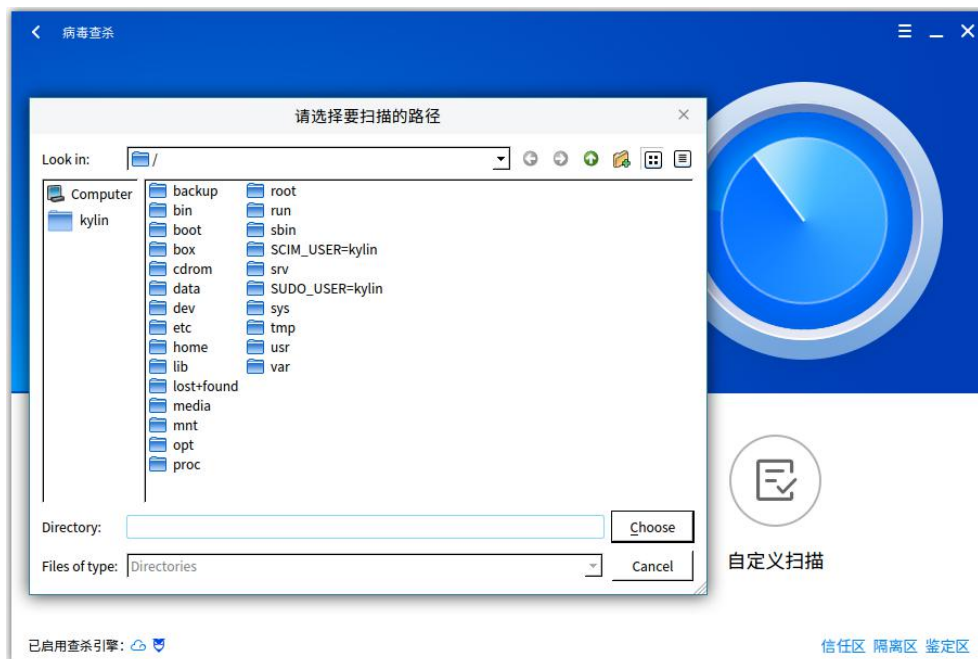 病毒查杀
请选择要扫描的路径
Look in: /
Computer
kylin
backup root
bin run
boot sbin
box SCIM_USER=kylin
cdrom srv
data SUDO_USER=kylin
dev sys
etc tmp
home usr
lib var
lost+found
media
mnt
opt
proc
Directory: Choose
Files of type: Directories Cancel
自定义扫描
已启用查杀引擎: 信任区 隔离区 鉴定区